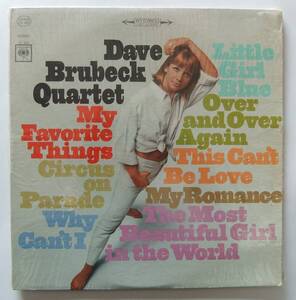 STEREO
Dave
Brubeck
Quartet
My
Favorite
Things
Circus
on
Parade
Why
Can't I
Little
Girl
Blue
Over
and Over
Again
This Can't
Be Love
My Romance
The Most
Beautiful Girl
in the World